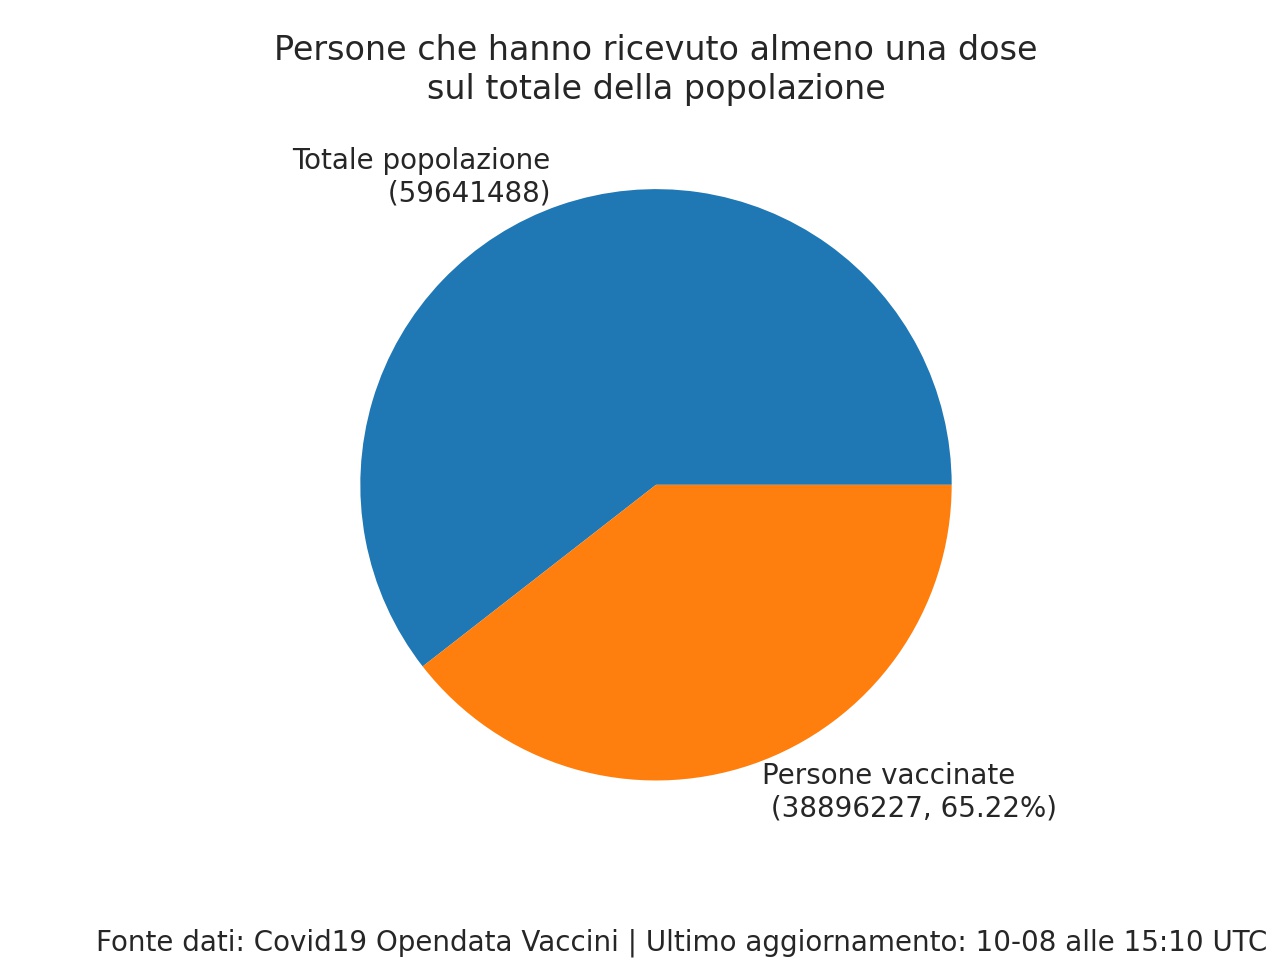 Persone che hanno ricevuto almeno una dose
sul totale della popolazione
Totale popolazione
(59641488)
Persone vaccinate
(38896227, 65.22%)
Fonte dati: Covid19 Opendata Vaccini | Ultimo aggiornamento: 10-08 alle 15:10 UTC